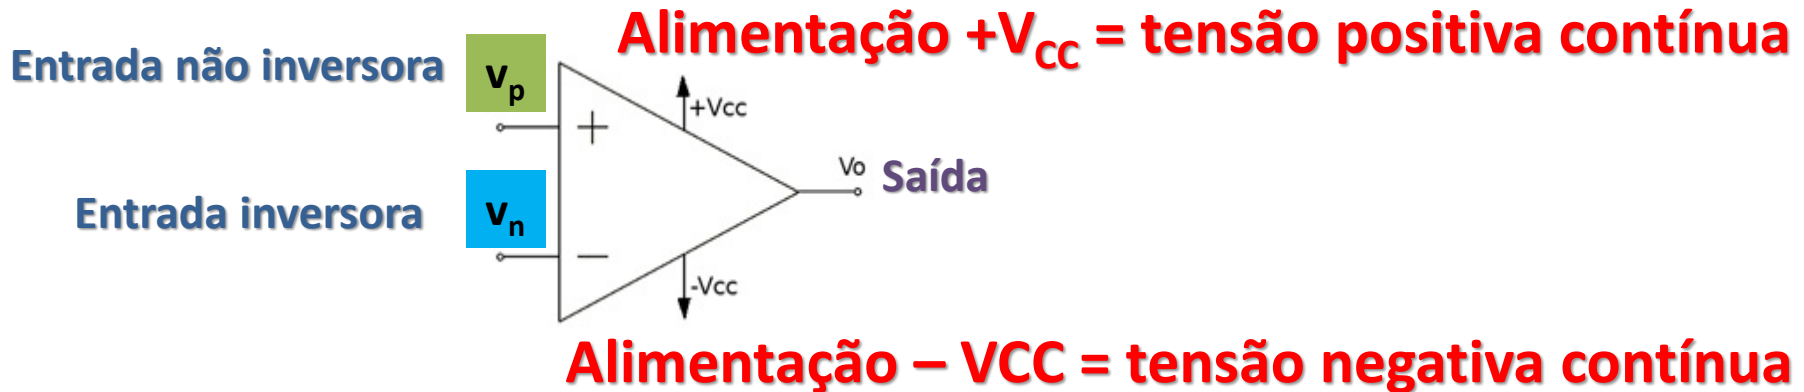 Alimentação +VCC = tensão positiva contínua
Entrada não inversora
vp
+Vcc
+
Vo
Saída
Entrada inversora
vn
−
-Vcc
Alimentação – VCC = tensão negativa contínua